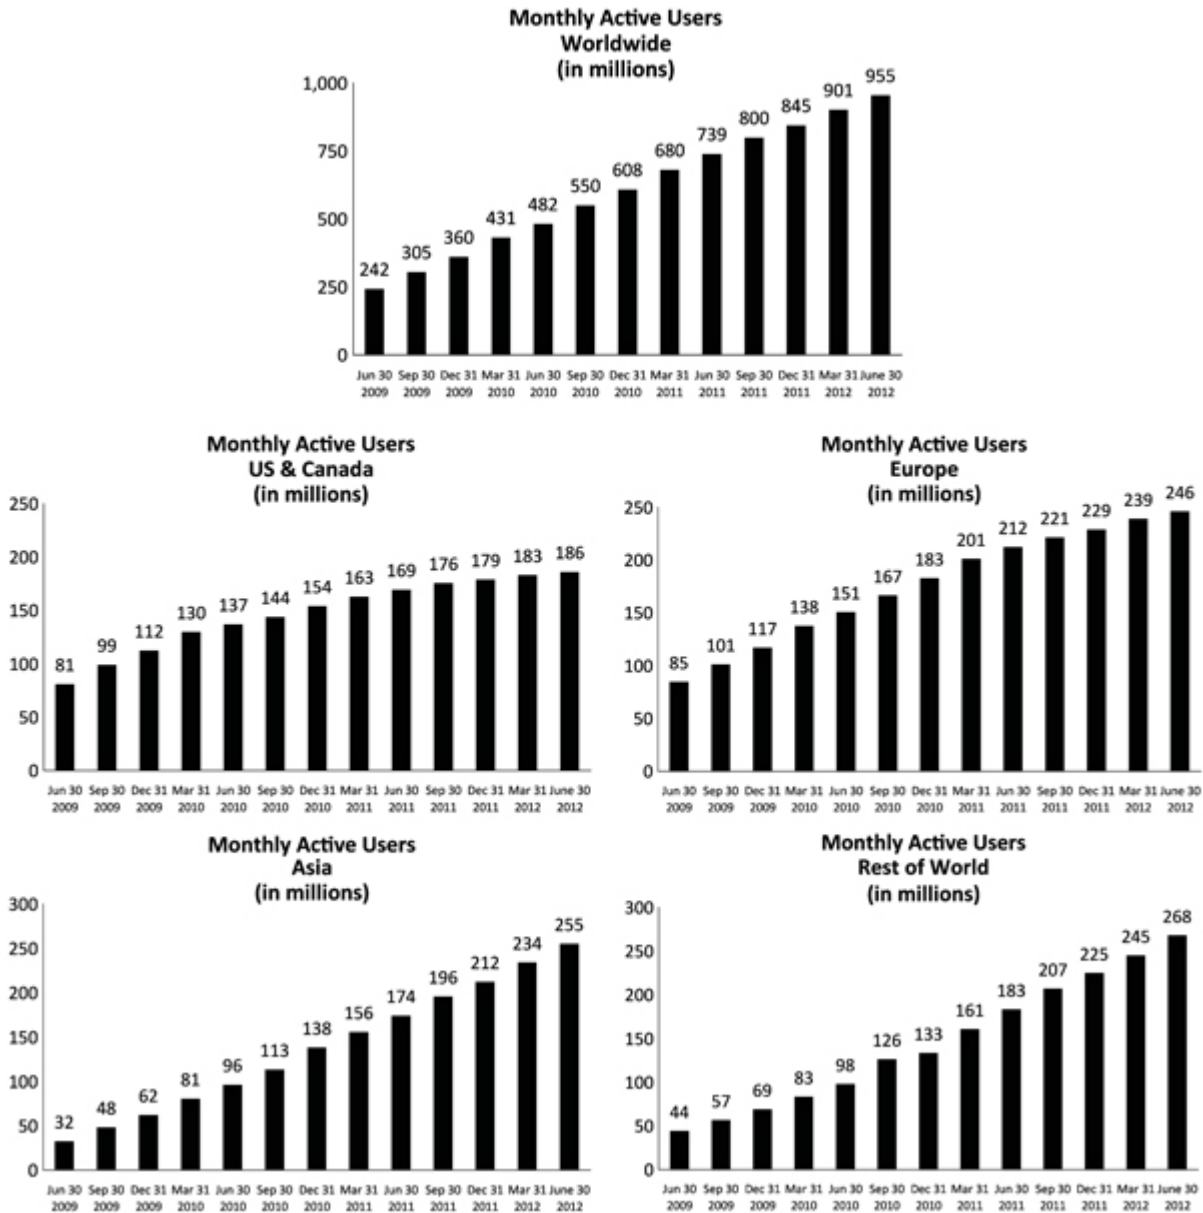 Monthly Active Users
Worldwide
(in millions)
1,000
750
500
250
0
242 305 360 431 482 550 608 680 739 800 845 901 955
Jun 30 Sep 30 Dec 31 Mar 31 Jun 30 Sep 30 Dec 31 Mar 31 Jun 30 Sep 30 Dec 31 Mar 31 June 30
2009 2009 2009 2010 2010 2010 2010 2011 2011 2011 2011 2012 2012
Monthly Active Users
US & Canada
(in millions)
250
200
150
100
50
0
81 99 112 130 137 144 154 163 169 176 179 183 186
Jun 30 Sep 30 Dec 31 Mar 31 Jun 30 Sep 30 Dec 31 Mar 31 Jun 30 Sep 30 Dec 31 Mar 31 June 30
2009 2009 2009 2010 2010 2010 2010 2011 2011 2011 2011 2012 2012
Monthly Active Users
Europe
(in millions)
250
200
150
100
50
0
85 101 117 138 151 167 183 201 212 221 229 239 246
Jun 30 Sep 30 Dec 31 Mar 31 Jun 30 Sep 30 Dec 31 Mar 31 Jun 30 Sep 30 Dec 31 Mar 31 June 30
2009 2009 2009 2010 2010 2010 2010 2011 2011 2011 2011 2012 2012
Monthly Active Users
Asia
(in millions)
300
250
200
150
100
50
0
32 48 62 81 96 113 138 156 174 196 212 234 255
Jun 30 Sep 30 Dec 31 Mar 31 Jun 30 Sep 30 Dec 31 Mar 31 Jun 30 Sep 30 Dec 31 Mar 31 June 30
2009 2009 2009 2010 2010 2010 2010 2011 2011 2011 2011 2012 2012
Monthly Active Users
Rest of World
(in millions)
300
250
200
150
100
50
0
44 57 69 83 98 126 133 161 183 207 225 245 268
Jun 30 Sep 30 Dec 31 Mar 31 Jun 30 Sep 30 Dec 31 Mar 31 Jun 30 Sep 30 Dec 31 Mar 31 June 30
2009 2009 2009 2010 2010 2010 2010 2011 2011 2011 2011 2012 2012